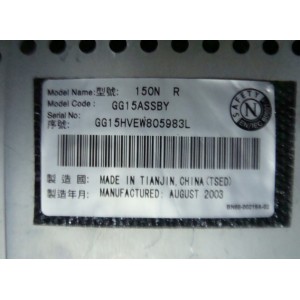 Model Name: 型號: 150N R
Model Code : GG15ASSBY
Serial No:
序號: GG15HVEW805983L
製造國: MADE IN TIANJIN,CHINA(TSED)
製造年月: MANUFACTURED: AUGUST 2003